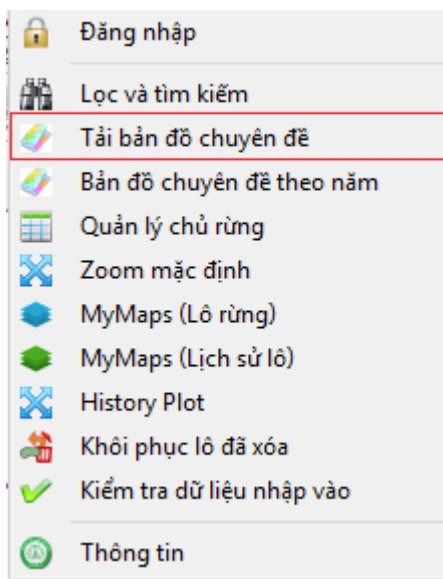 Đăng nhập
Lọc và tìm kiếm
Tải bản đồ chuyên đề
Bản đồ chuyên đề theo năm
Quản lý chủ rừng
Zoom mặc định
MyMaps (Lô rừng)
MyMaps (Lịch sử lô)
History Plot
Khôi phục lô đã xóa
Kiểm tra dữ liệu nhập vào
Thông tin